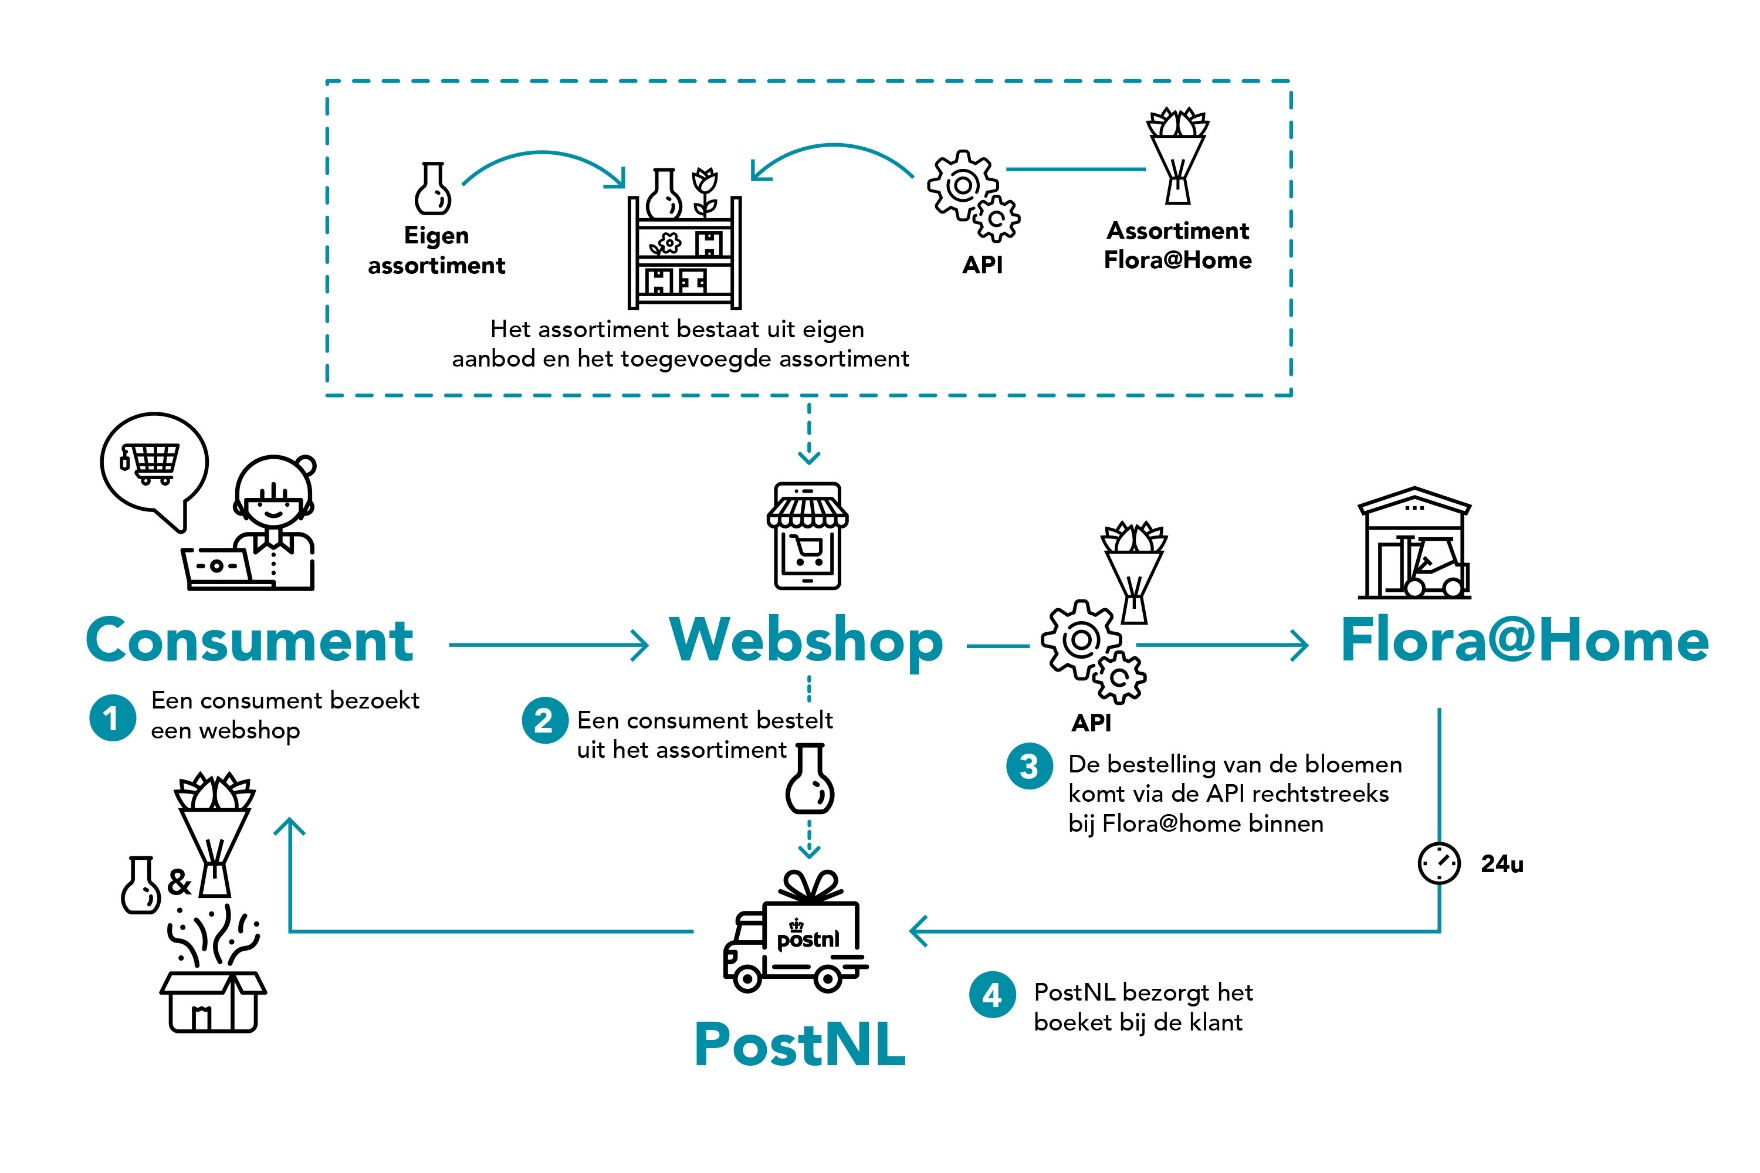 Eigen
assortiment
API
Assortiment
Flora@Home
Het assortiment bestaat uit eigen
aanbod en het toegevoegde assortiment
Consument
Webshop
Flora@Home
1
Een consument bezoekt
een webshop
2
Een consument bestelt
uit het assortiment
API
3
De bestelling van de bloemen
komt via de API rechtstreeks
bij Flora@home binnen
24u
&
postnl
4
PostNL bezorgt het
boeket bij de klant
PostNL